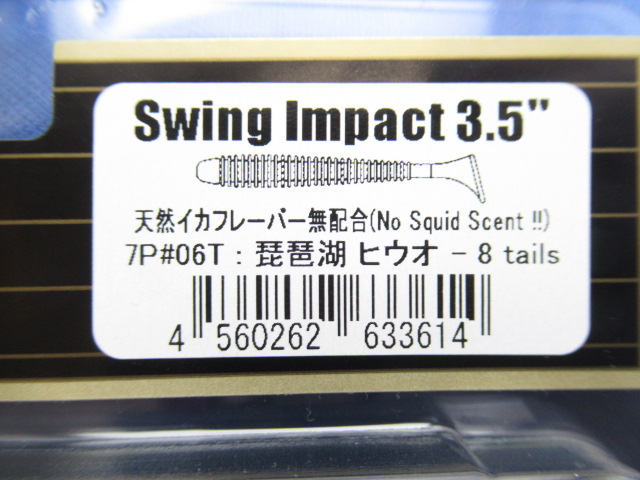 Swing Impact 3.5"
天然イカフレーバー無配合(No Squid Scent !!)
7P#06T : 琵琶湖 ヒウオ - 8 tails
4 560262 633614